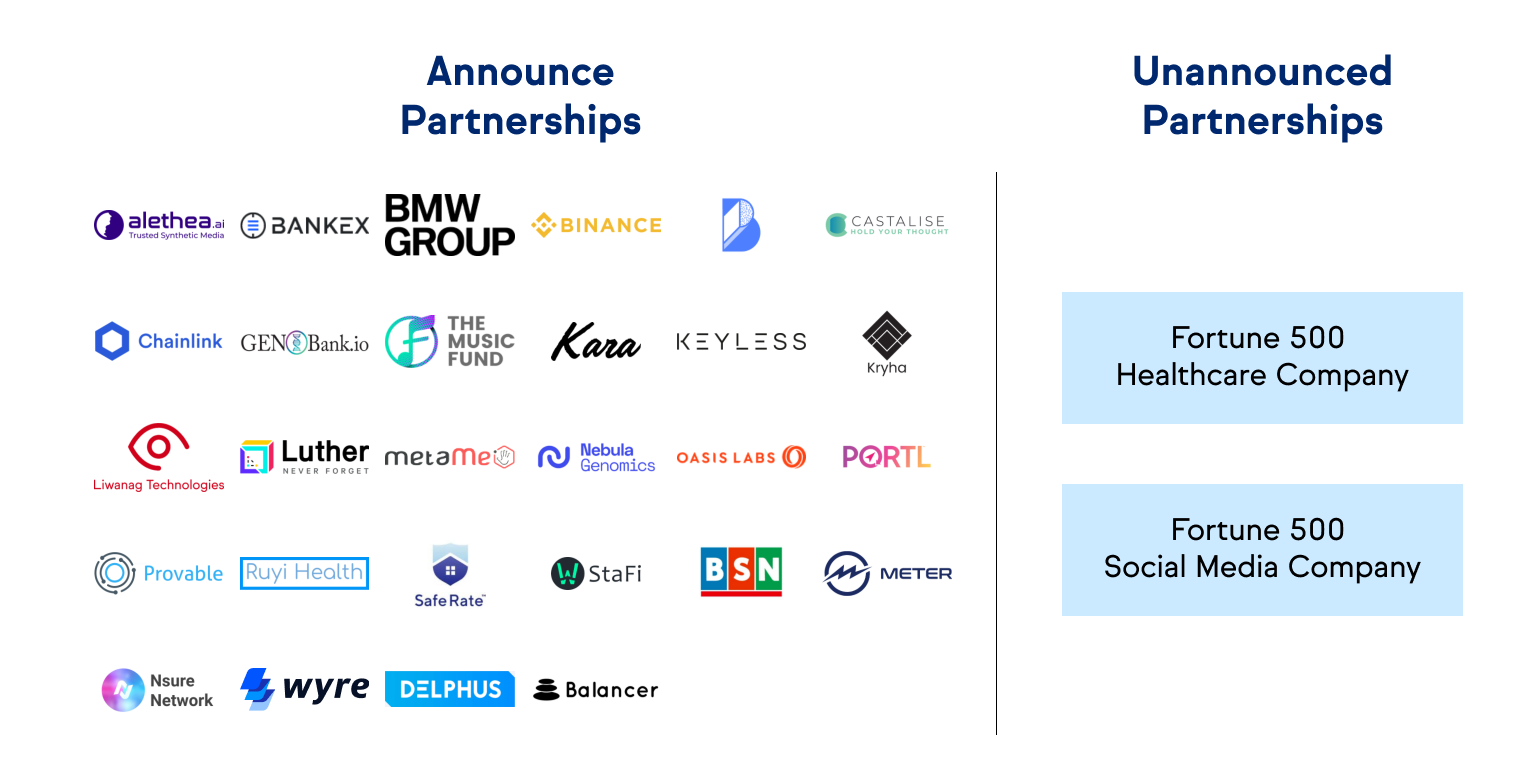 Announce
Partnerships
Unannounced
Partnerships
alethea.ai
Trusted Synthetic Media
BANKEX
BMW
GROUP
BINANCE
B
CASTALISE
HOLD YOUR THOUGHT
Chainlink
GENOBank.io
THE
MUSIC
FUND
Kara
KEYLESS
Kryha
Liwanag Technologies
Luther
NEVER FORGET
metaMe
Nebula
Genomics
OASIS LABS
PORTL
Provable
Ruyi Health
SafeRate™
StaFi
BSN
METER
Nsure
Network
wyre
DELPHUS
Balancer
Fortune 500
Healthcare Company
Fortune 500
Social Media Company